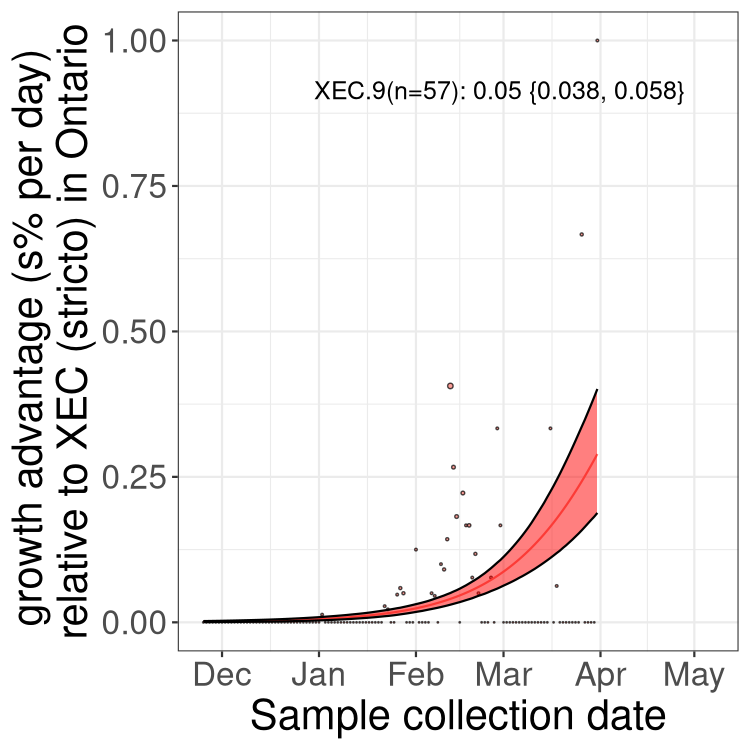 growth advantage (s% per day)
relative to XEC (stricto) in Ontario
1.00
0.75
0.50
0.25
0.00
XEC.9(n=57): 0.05 {0.038, 0.058}
Dec Jan Feb Mar Apr May
Sample collection date